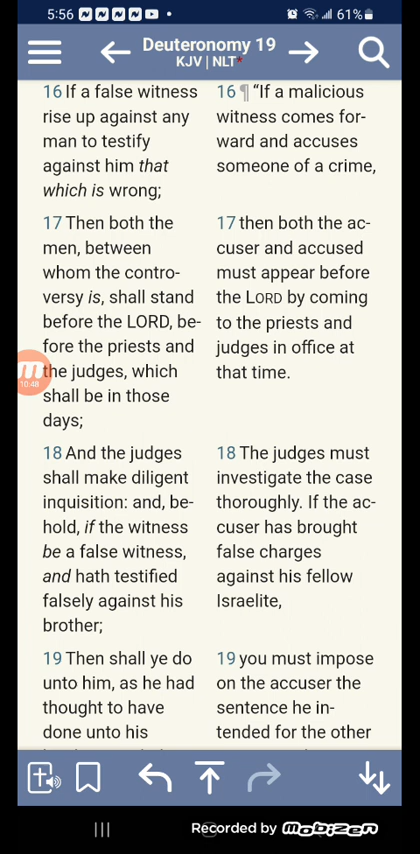 5:56
61%
Deuteronomy 19
KJV | NLT*
16 If a false witness
rise up against any
man to testify
against him that
which is wrong;
17 Then both the
men, between
whom the contro-
versy is, shall stand
before the LORD, be-
fore the priests and
the judges, which
shall be in those
days;
18 And the judges
shall make diligent
inquisition: and, be-
hold, if the witness
be a false witness,
and hath testified
falsely against his
brother;
19 Then shall ye do
unto him, as he had
thought to have
done unto his
16 ¶ “If a malicious
witness comes for-
ward and accuses
someone of a crime,
17 then both the ac-
cuser and accused
must appear before
the LORD by coming
to the priests and
judges in office at
that time.
18 The judges must
investigate the case
thoroughly. If the ac-
cuser has brought
false charges
against his fellow
Israelite,
19 you must impose
on the accuser the
sentence he in-
tended for the other
10:48
Recorded by Mobizen